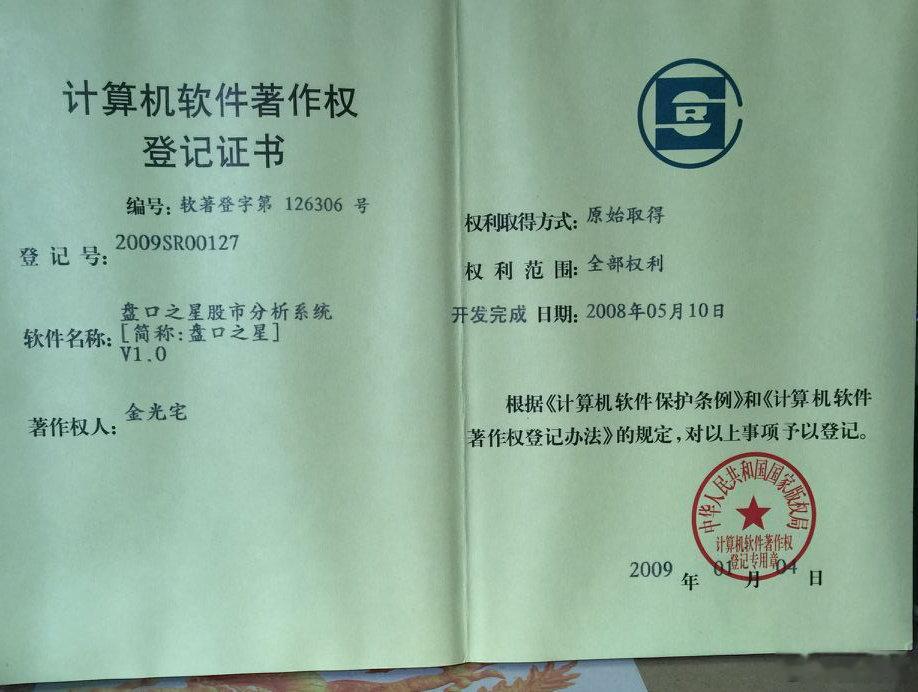 计算机软件著作权
登记证书
编号: 软著登字第 126306 号
登 记 号: 2009SR00127
软件名称: 盘口之星股市分析系统
[简称:盘口之星]
V1.0
著作权人: 金光宅
权利取得方式: 原始取得
权 利 范 围: 全部权利
开发完成 日期: 2008年05月10日
根据《计算机软件保护条例》和《计算机软件
著作权登记办法》的规定,对以上事项予以登记。
中华人民共和国国家版权局
计算机软件著作权
登记专用章
2009 年 01 月 04 日